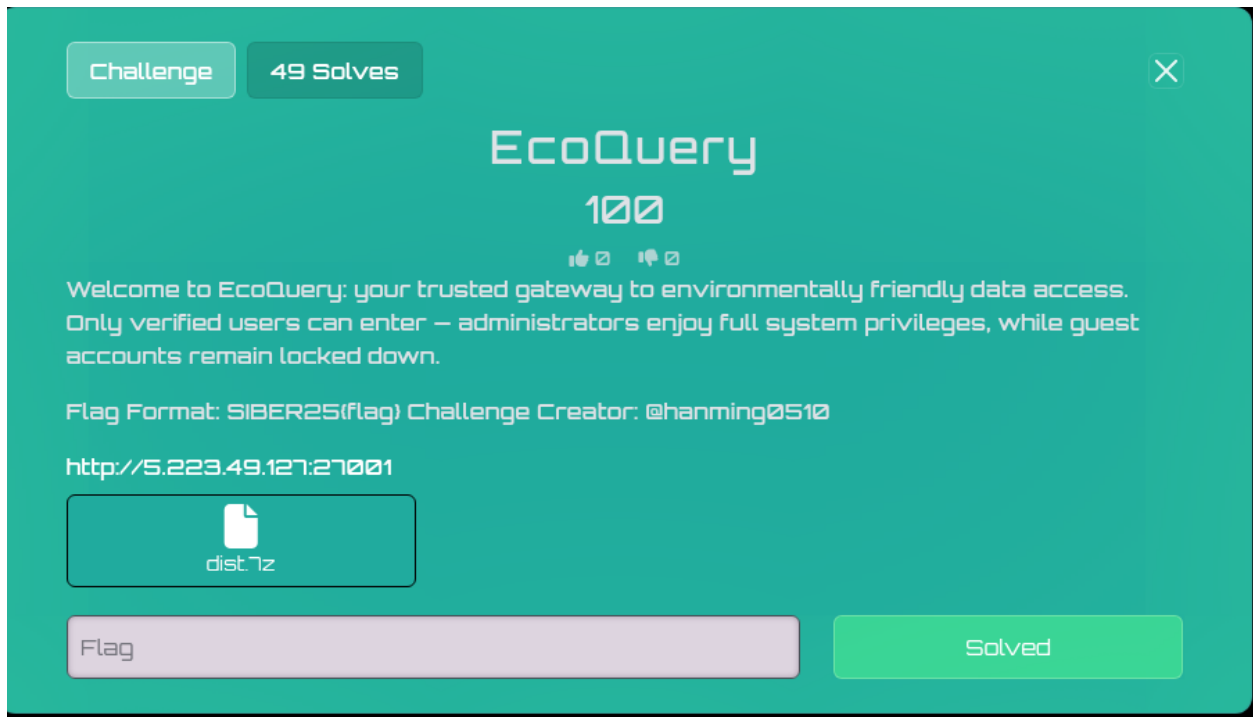 Challenge
49 Solves
EcoQuery
100
0 0
Welcome to EcoQuery: your trusted gateway to environmentally friendly data access.
Only verified users can enter — administrators enjoy full system privileges, while guest
accounts remain locked down.
Flag Format: SIBER25{flag} Challenge Creator: @hanming0510
http://5.223.49.127:27001
dist.7z
Flag
Solved